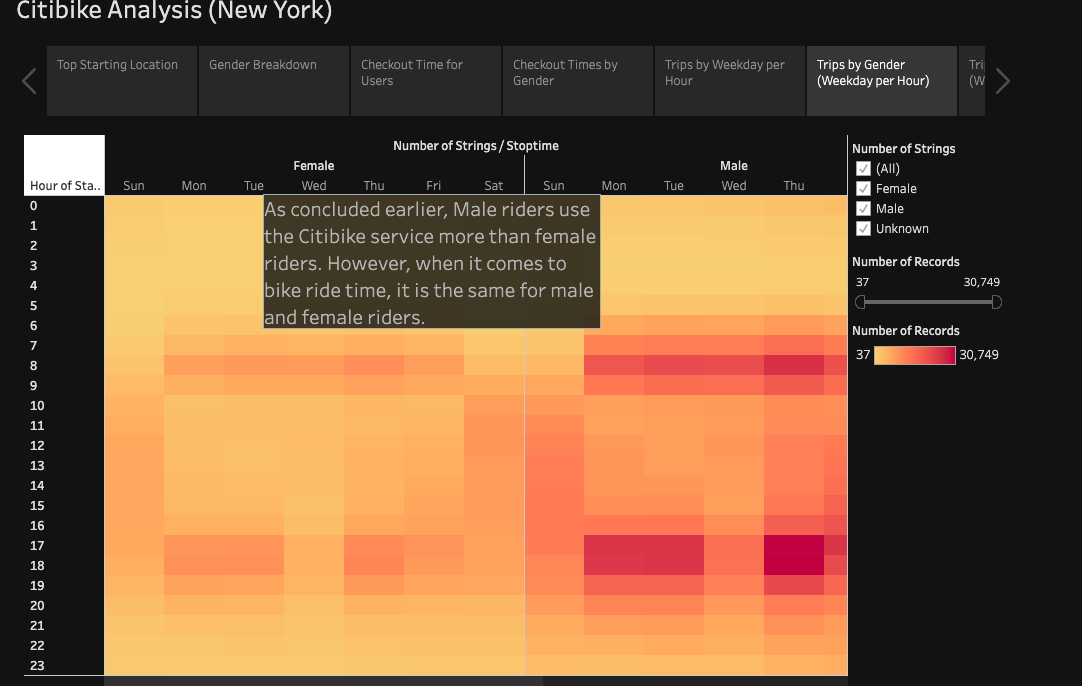 Citibike Analysis (New York)
Top Starting Location
Gender Breakdown
Checkout Time for
Users
Checkout Times by
Gender
Trips by Weekday per
Hour
Trips by Gender
(Weekday per Hour)
Tri
(W
Number of Strings / Stoptime
Female
Male
Hour of Sta.. Sun Mon Tue Wed Thu Fri Sat Sun Mon Tue Wed Thu
0
1
2
3
4
5
6
7
8
9
10
11
12
13
14
15
16
17
18
19
20
21
22
23
As concluded earlier, Male riders use
the Citibike service more than female
riders. However, when it comes to
bike ride time, it is the same for male
and female riders.
Number of Strings
(All)
Female
Male
Unknown
Number of Records
37 30,749
Number of Records
37 30,749